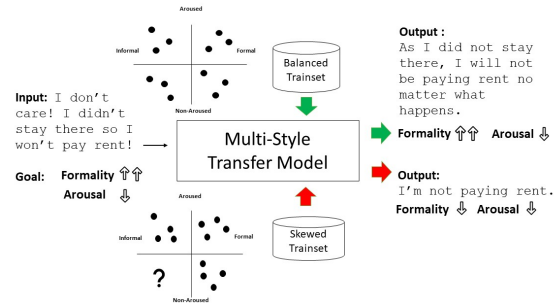 Aroused
Informal
Formal
Non-Aroused
Balanced
Trainset
Input: I don't
care! I didn't
stay there so I
won't pay rent!
Goal: Formality ⇧⇧
Arousal ⇩
Multi-Style
Transfer Model
Output :
As I did not stay
there, I will not
be paying rent no
matter what
happens.
Formality ⇧⇧ Arousal ⇩
Output:
I'm not paying rent.
Formality ⇩ Arousal ⇩
Aroused
Informal
Formal
?
Non-Aroused
Skewed
Trainset